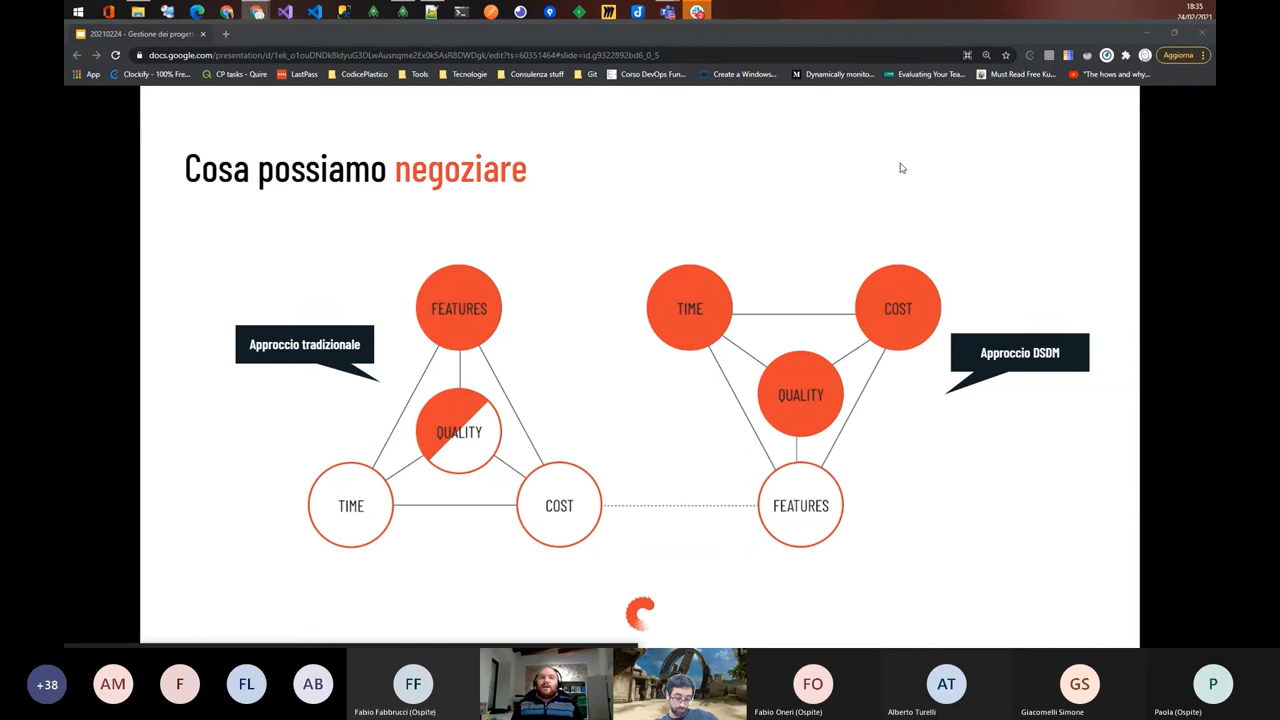 18:35
24/02/2021
20210224 - Gestione dei progett
docs.google.com/presentation/d/1ek_o1ouDNDk8IdyuG3DLwAusnqme2Ex0k5AsR8DWDgk/edit?ts=60351464#slide=id.g9322892bd6_0_5
Aggiorna
App
Clockify - 100% Fre...
CP tasks - Quire
LastPass
CodicePlastico
Tools
Tecnologie
Consulenza stuff
Git
Corso DevOps Fun...
Create a Windows...
Dynamically monito...
Evaluating Your Tea...
Must Read Free Ku...
"The hows and why...
Cosa possiamo negoziare
FEATURES
TIME
COST
Approccio tradizionale
Approccio DSDM
QUALITY
QUALITY
TIME
COST
FEATURES
+38
AM
F
FL
AB
FF
FO
AT
GS
P
Fabio Fabbrucci (Ospite)
Fabio Oneri (Ospite)
Alberto Turelli
Giacomelli Simone
Paola (Ospite)